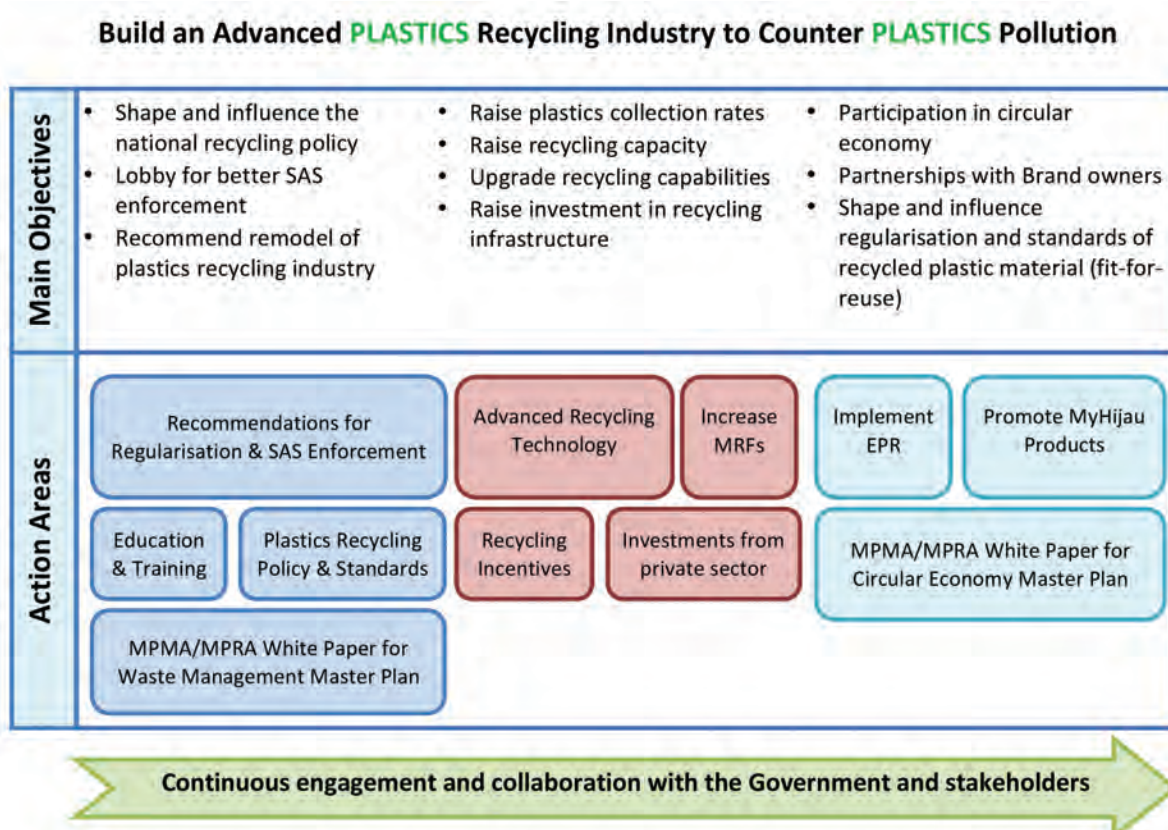 Build an Advanced PLASTICS Recycling Industry to Counter PLASTICS Pollution
Main Objectives
• Shape and influence the
national recycling policy
• Lobby for better SAS
enforcement
• Recommend remodel of
plastics recycling industry
• Raise plastics collection rates
• Raise recycling capacity
• Upgrade recycling capabilities
• Raise investment in recycling
infrastructure
• Participation in circular
economy
• Partnerships with Brand owners
• Shape and influence
regularisation and standards of
recycled plastic material (fit-for-
reuse)
Action Areas
Recommendations for
Regularisation & SAS Enforcement
Education
& Training
Plastics Recycling
Policy & Standards
MPMA/MPRA White Paper for
Waste Management Master Plan
Advanced Recycling
Technology
Increase
MRFs
Recycling
Incentives
Investments from
private sector
Implement
EPR
Promote MyHijau
Products
MPMA/MPRA White Paper for
Circular Economy Master Plan
Continuous engagement and collaboration with the Government and stakeholders